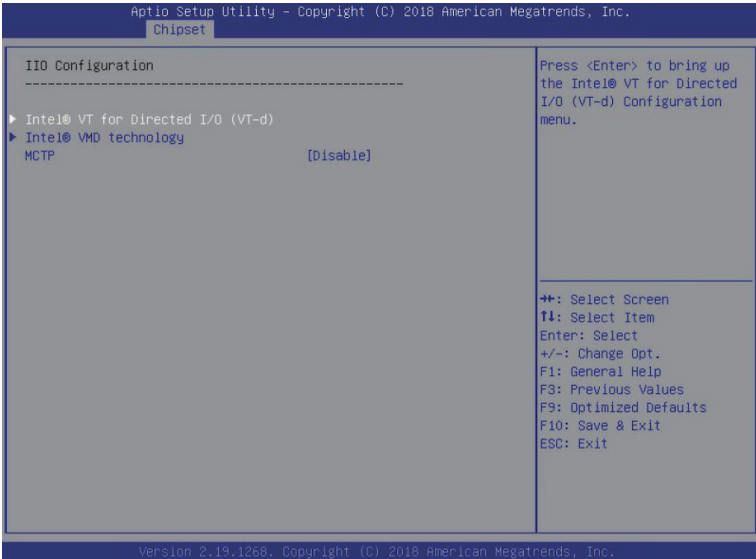 Aptio Setup Utility – Copyright (C) 2018 American Megatrends, Inc.
Chipset
IIO Configuration
--------------------------------------------------
Intel® VT for Directed I/O (VT-d)
Intel® VMD technology
MCTP [Disable]
Press <Enter> to bring up
the Intel® VT for Directed
I/O (VT-d) Configuration
menu.
→←: Select Screen
↑↓: Select Item
Enter: Select
+/-: Change Opt.
F1: General Help
F3: Previous Values
F9: Optimized Defaults
F10: Save & Exit
ESC: Exit
Version 2.19.1268. Copyright (C) 2018 American Megatrends, Inc.